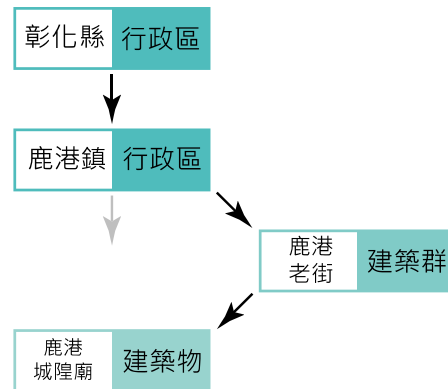 彰化縣 行政區
鹿港鎮 行政區
鹿港
老街
建築群
鹿港
城隍廟
建築物